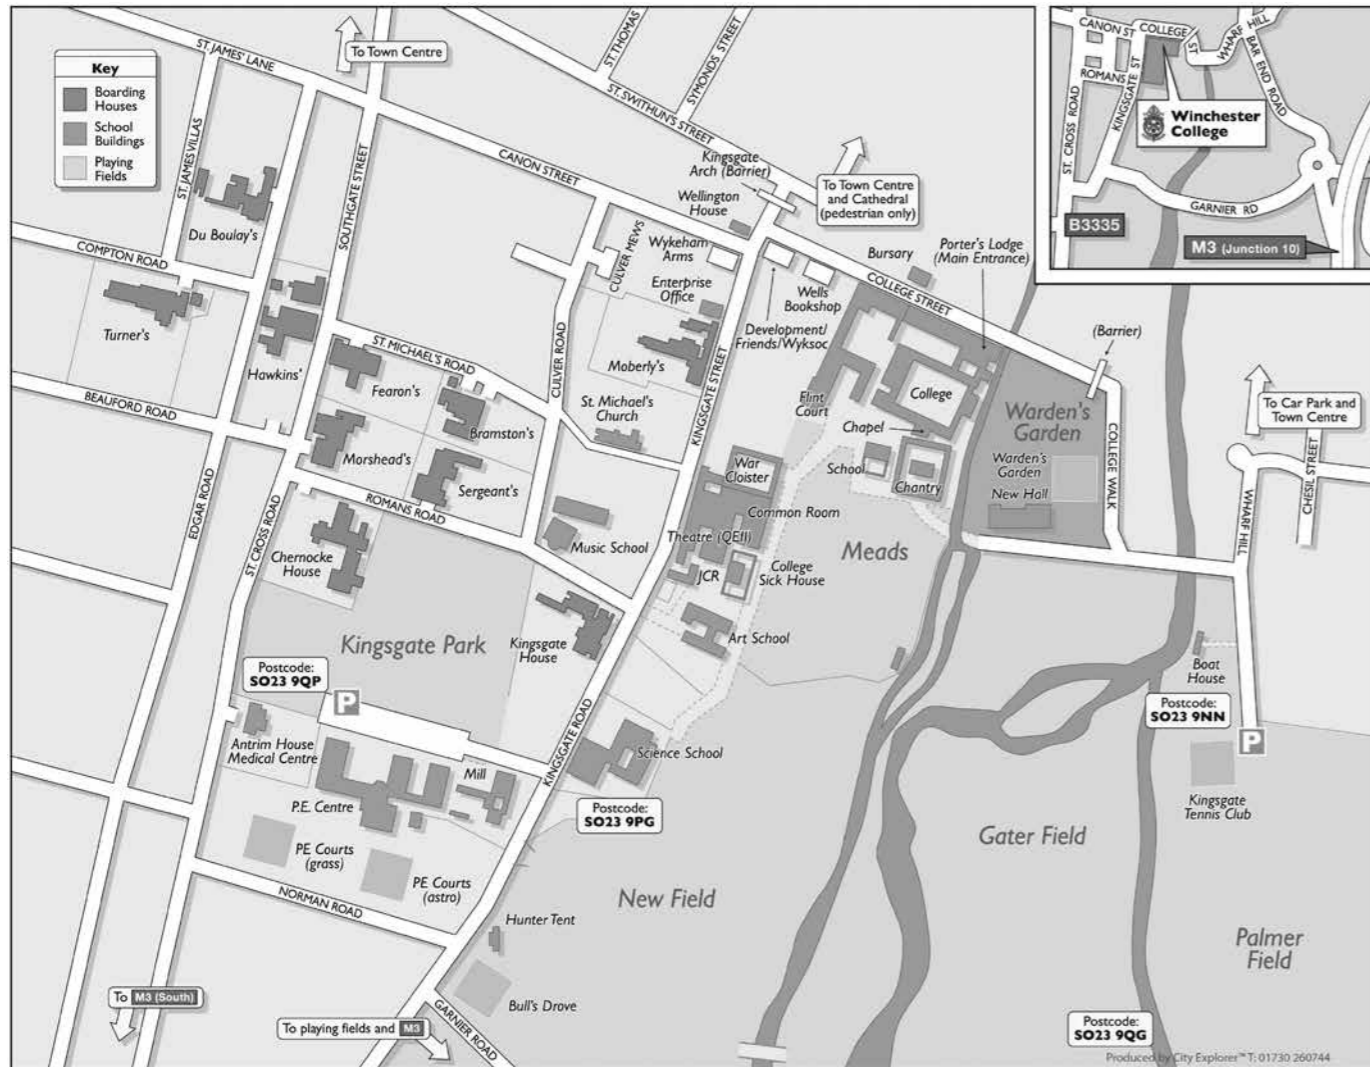 Key
Boarding
Houses
School
Buildings
Playing
Fields
To Town Centre
ST. JAMES' LANE
ST. JAMES VILLAS
SOUTHGATE STREET
ST. THOMAS
SYMONDS STREET
ST. SWITHUN'S STREET
CANON STREET
Kingsgate
Arch (Barrier)
Wellington
House
To Town Centre
and Cathedral
(pedestrian only)
CANON ST
COLLEGE
ST
WHARF HILL
BAR END ROAD
ROMANS
KINGSGATE ST
ST. CROSS ROAD
Winchester
College
GARNIER RD
B3335
M3 (Junction 10)
Du Boulay's
COMPTON ROAD
Turner's
Hawkins'
CULVER MEWS
Wykeham
Arms
Enterprise
Office
Bursary
Porter's Lodge
(Main Entrance)
COLLEGE STREET
Wells
Bookshop
Development/
Friends/Wyksoc
(Barrier)
ST. MICHAEL'S ROAD
CULVER ROAD
Moberly's
KINGSGATE STREET
Fearon's
BEAUFORD ROAD
St. Michael's
Church
Flint
Court
College
Chapel
Warden's
Garden
To Car Park and
Town Centre
Bramston's
Morshead's
Sergeant's
War
Cloister
School
Chantry
Warden's
Garden
New Hall
COLLEGE WALK
CHESIL STREET
WHARF HILL
EDGAR ROAD
ST. CROSS ROAD
ROMANS ROAD
Chernocke
House
Music School
Common Room
Theatre (QEII)
Meads
JCR
College
Sick House
Kingsgate Park
Kingsgate
House
Art School
Postcode:
SO23 9QP
P
Boat
House
Postcode:
SO23 9NN
P
Antrim House
Medical Centre
KINGSGATE ROAD
Science School
Mill
P.E. Centre
Postcode:
SO23 9PG
Kingsgate
Tennis Club
Gater Field
PE Courts
(grass)
PE Courts
(astro)
NORMAN ROAD
New Field
Hunter Tent
Palmer
Field
To M3 (South)
Bull's Drove
To playing fields and M3
GARNIER ROAD
Postcode:
SO23 9QG
Produced by City Explorer™ T: 01730 260744